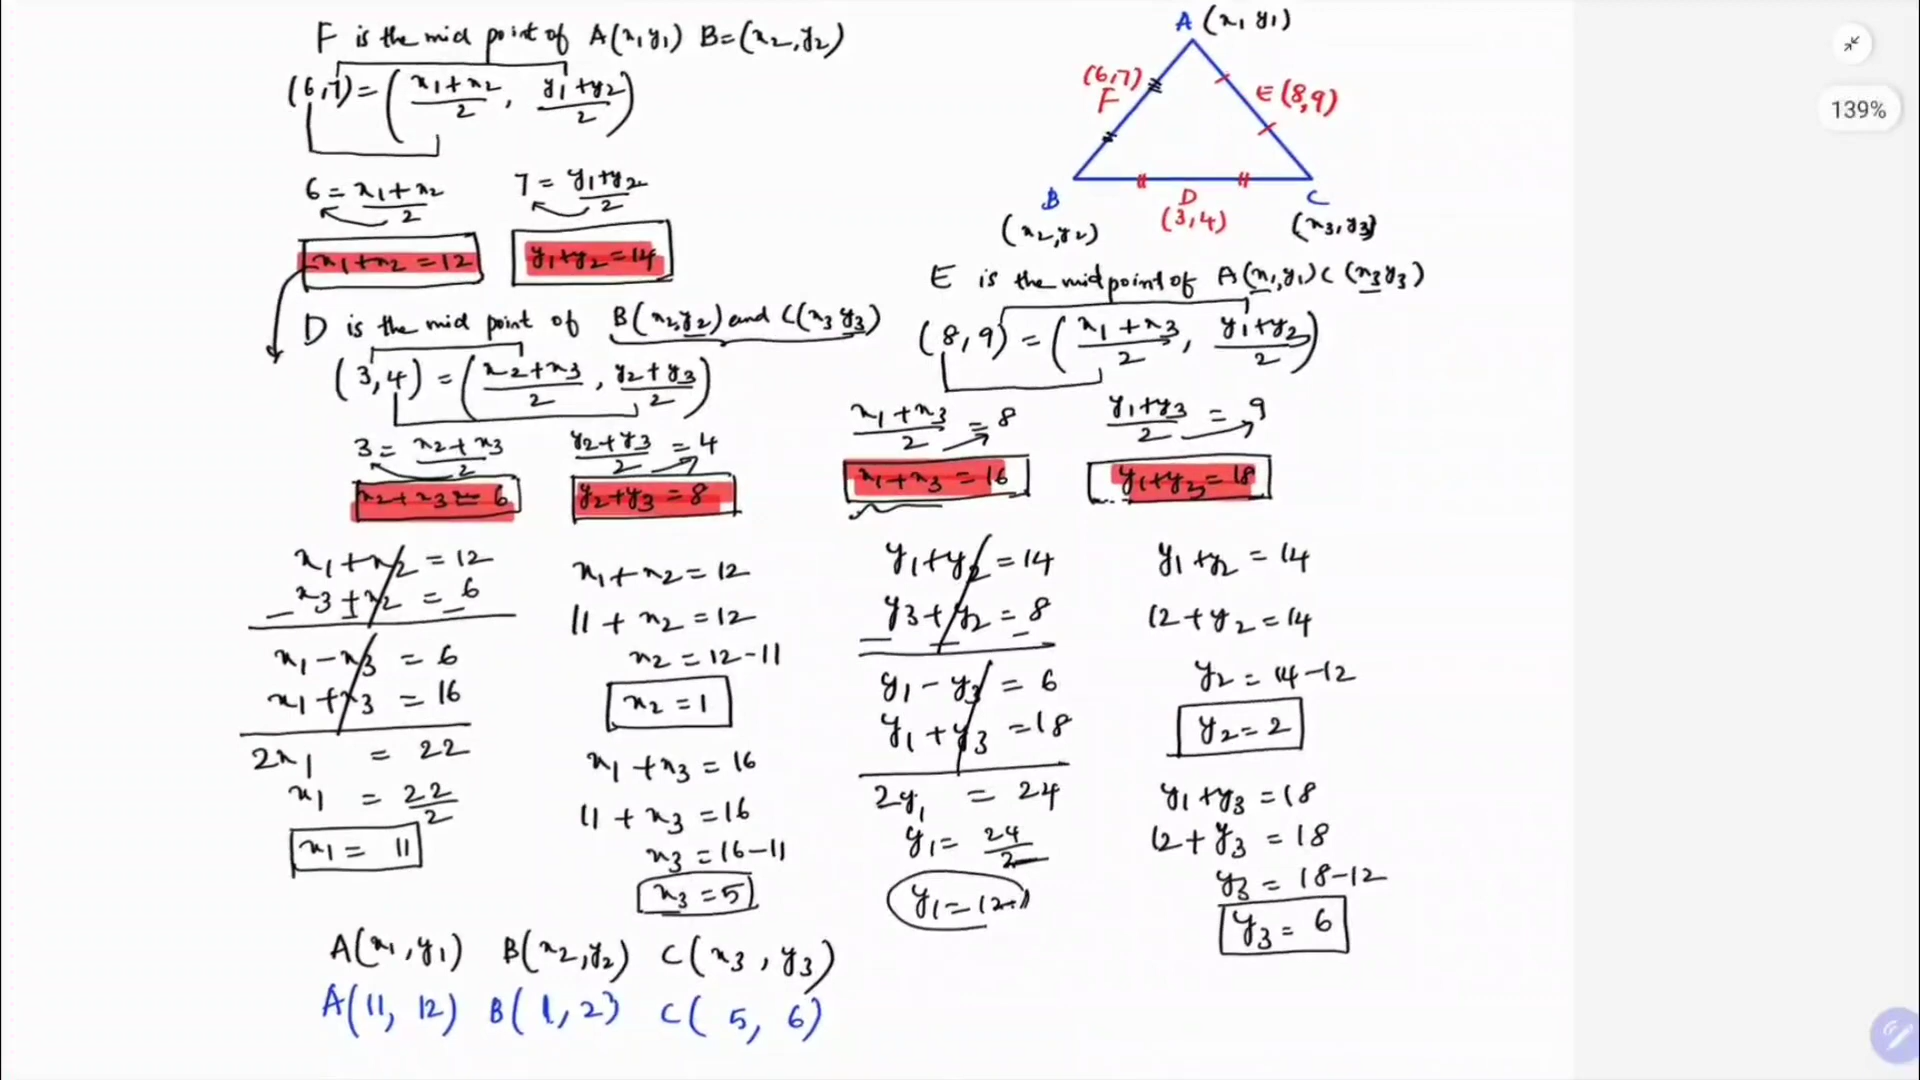 F is the mid point of A(x1 y1) B=(x2,y2)
(6,7)=(x1+x2/2, y1+y2/2)
6 = x1+x2/2
7 = y1+y2/2
x1+x2=12
y1+y2=14
A (x1 y1)
(6,7)
F
E (8,9)
B
D
C
(3,4)
(x2,y2)
(x3,y3)
139%
D is the mid point of B(x2,y2) and C(x3 y3)
(3,4) = (x2+x3/2, y2+y3/2)
3 = x2+x3/2
y2+y3/2 = 4
x2+x3=6
y2+y3=8
E is the midpoint of A(x1,y1) C(x3 y3)
(8,9) = (x1+x3/2, y1+y2/2)
x1+x3/2 = 8
y1+y3/2 = 9
x1+x3=16
y1+y3=18
x1+x2=12
x3+x2=6
x1-x3=6
x1+x3=16
2x1 = 22
x1 = 22/2
x1 = 11
x1+x2=12
11+x2=12
x2=12-11
x2=1
x1+x3=16
11+x3=16
x3=16-11
x3=5
y1+y2=14
y3+y2=8
y1-y3=6
y1+y3=18
2y1 = 24
y1= 24/2
y1=12
y1+y2=14
12+y2=14
y2=14-12
y2=2
y1+y3=18
12+y3=18
y3=18-12
y3=6
A(x1,y1) B(x2,y2) C(x3,y3)
A(11, 12) B(1,2) C(5, 6)